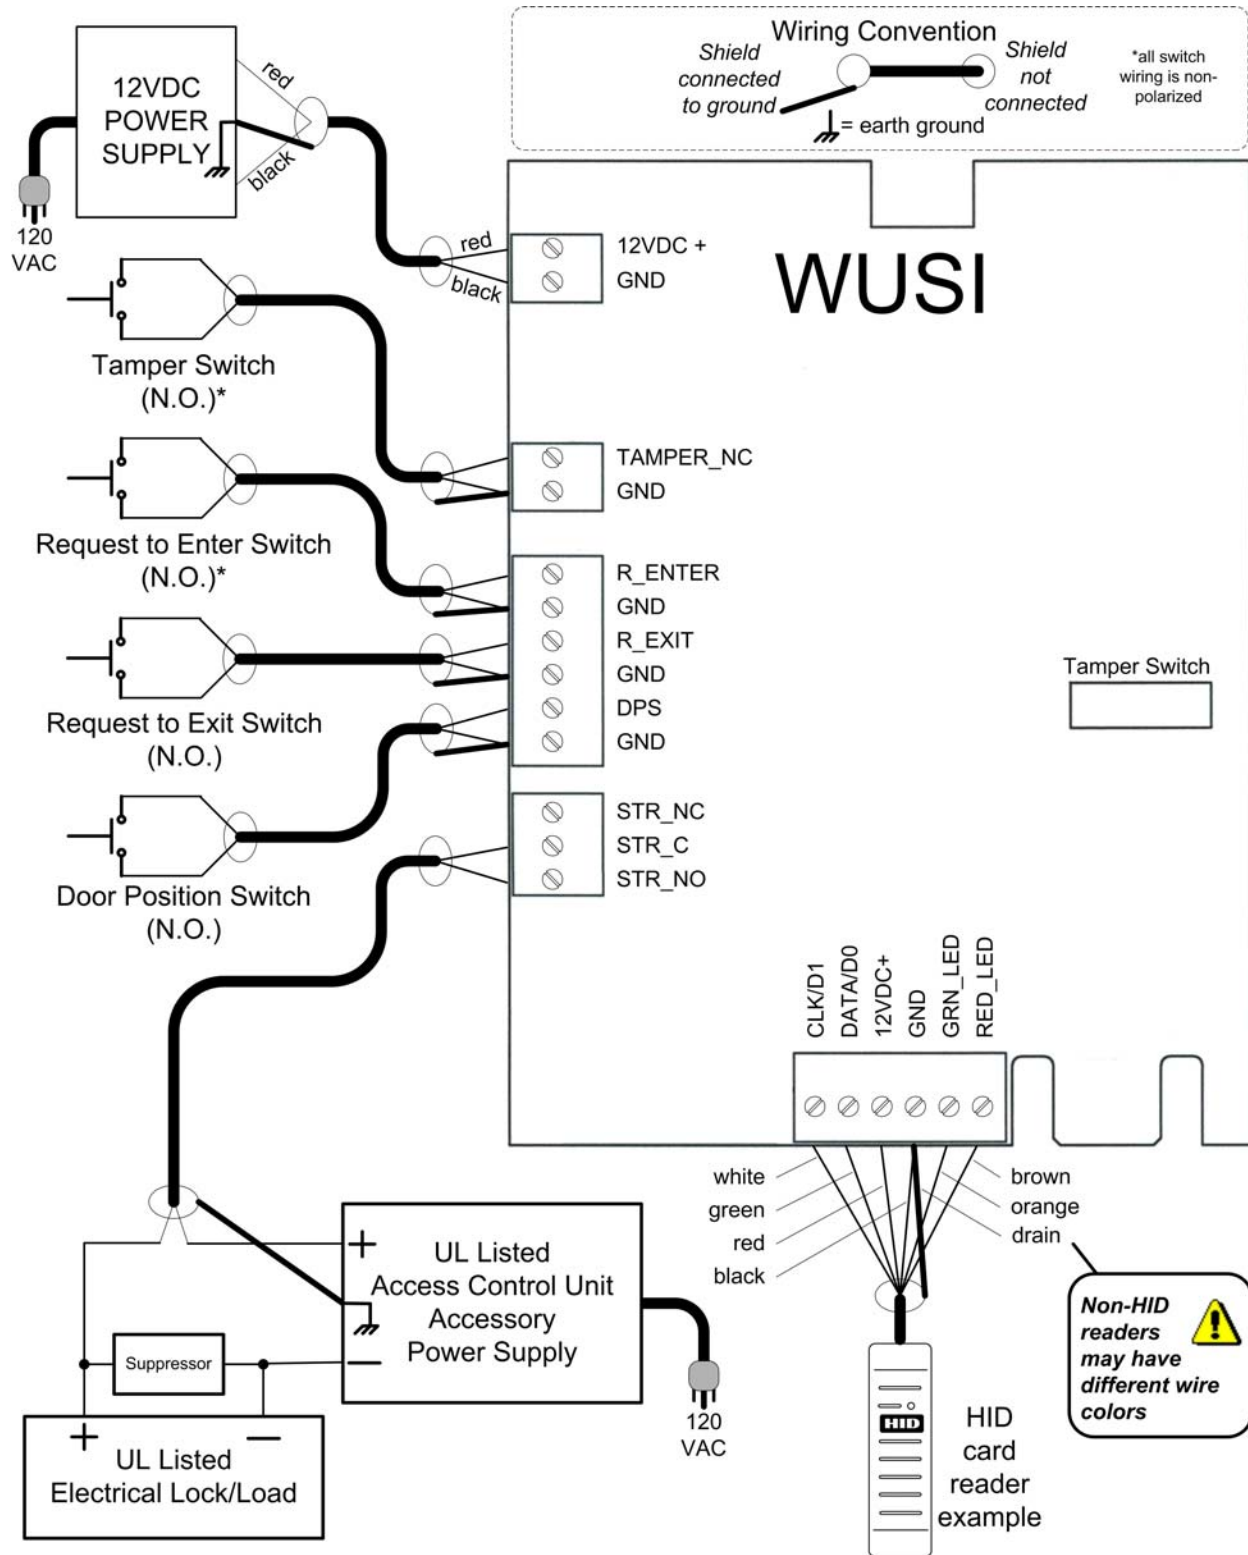 Wiring Convention
Shield
connected
to ground
Shield
not
connected
*all switch
wiring is non-
polarized
= earth ground
12VDC
POWER
SUPPLY
red
black
120
VAC
red
black
12VDC +
GND
WUSI
Tamper Switch
(N.O.)*
TAMPER_NC
GND
Request to Enter Switch
(N.O.)*
R_ENTER
GND
R_EXIT
GND
DPS
GND
Request to Exit Switch
(N.O.)
Tamper Switch
Door Position Switch
(N.O.)
STR_NC
STR_C
STR_NO
CLK/D1
DATA/D0
12VDC+
GND
GRN_LED
RED_LED
white
green
red
black
brown
orange
drain
+
UL Listed
Access Control Unit
Accessory
Power Supply
—
120
VAC
Suppressor
+ —
UL Listed
Electrical Lock/Load
Non-HID
readers
may have
different wire
colors
!
HID
HID
card
reader
example